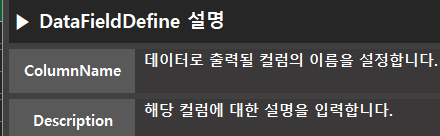 ▶ DataFieldDefine 설명
ColumnName 데이터로 출력될 컬럼의 이름을 설정합니다.
Description 해당 컬럼에 대한 설명을 입력합니다.